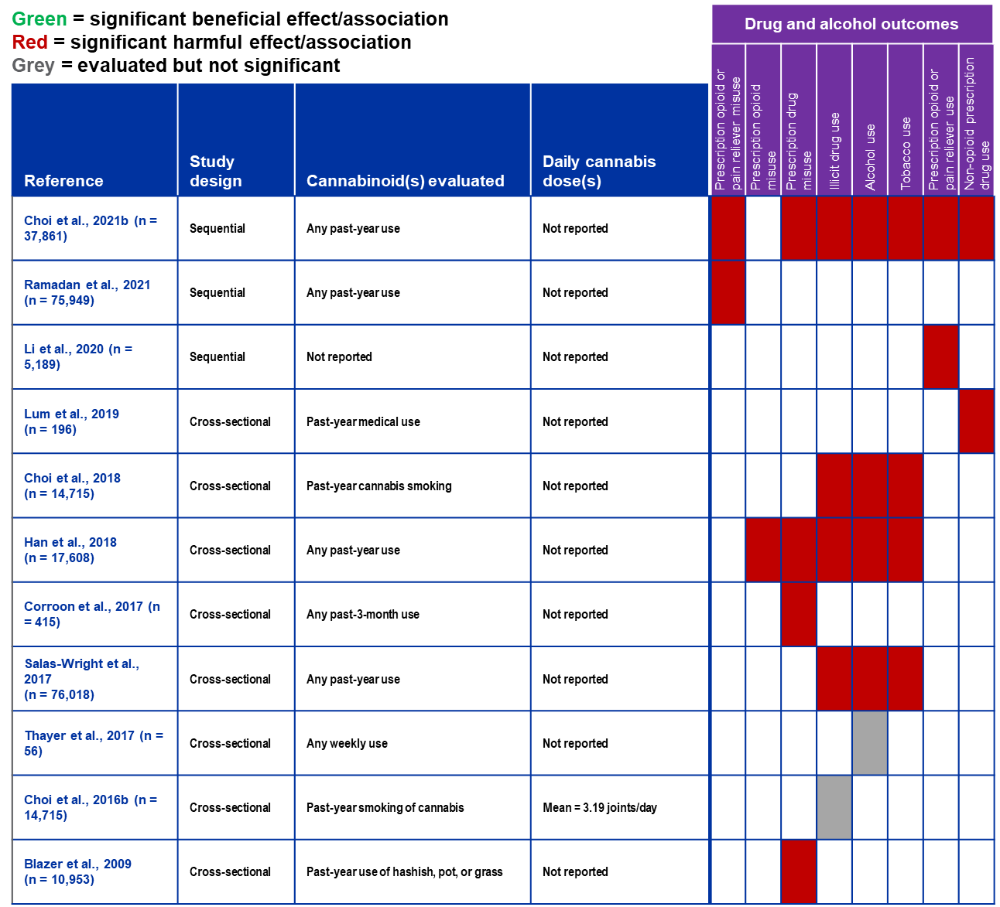 Green = significant beneficial effect/association
Red = significant harmful effect/association
Grey = evaluated but not significant
Drug and alcohol outcomes
Reference
Study
design
Cannabinoid(s) evaluated
Daily cannabis
dose(s)
Prescription opioid or
pain reliever misuse
Prescription opioid
misuse
Prescription drug
misuse
Illicit drug use
Alcohol use
Tobacco use
Prescription opioid or
pain reliever use
Non-opioid prescription
drug use
Choi et al., 2021b (n =
37,861)
Sequential
Any past-year use
Not reported
Ramadan et al., 2021
(n = 75,949)
Sequential
Any past-year use
Not reported
Li et al., 2020 (n =
5,189)
Sequential
Not reported
Not reported
Lum et al., 2019
(n = 196)
Cross-sectional
Past-year medical use
Not reported
Choi et al., 2018
(n = 14,715)
Cross-sectional
Past-year cannabis smoking
Not reported
Han et al., 2018
(n = 17,608)
Cross-sectional
Any past-year use
Not reported
Corroon et al., 2017 (n
= 415)
Cross-sectional
Any past-3-month use
Not reported
Salas-Wright et al.,
2017
(n = 76,018)
Cross-sectional
Any past-year use
Not reported
Thayer et al., 2017 (n =
56)
Cross-sectional
Any weekly use
Not reported
Choi et al., 2016b (n =
14,715)
Cross-sectional
Past-year smoking of cannabis
Mean = 3.19 joints/day
Blazer et al., 2009
(n = 10,953)
Cross-sectional
Past-year use of hashish, pot, or grass
Not reported